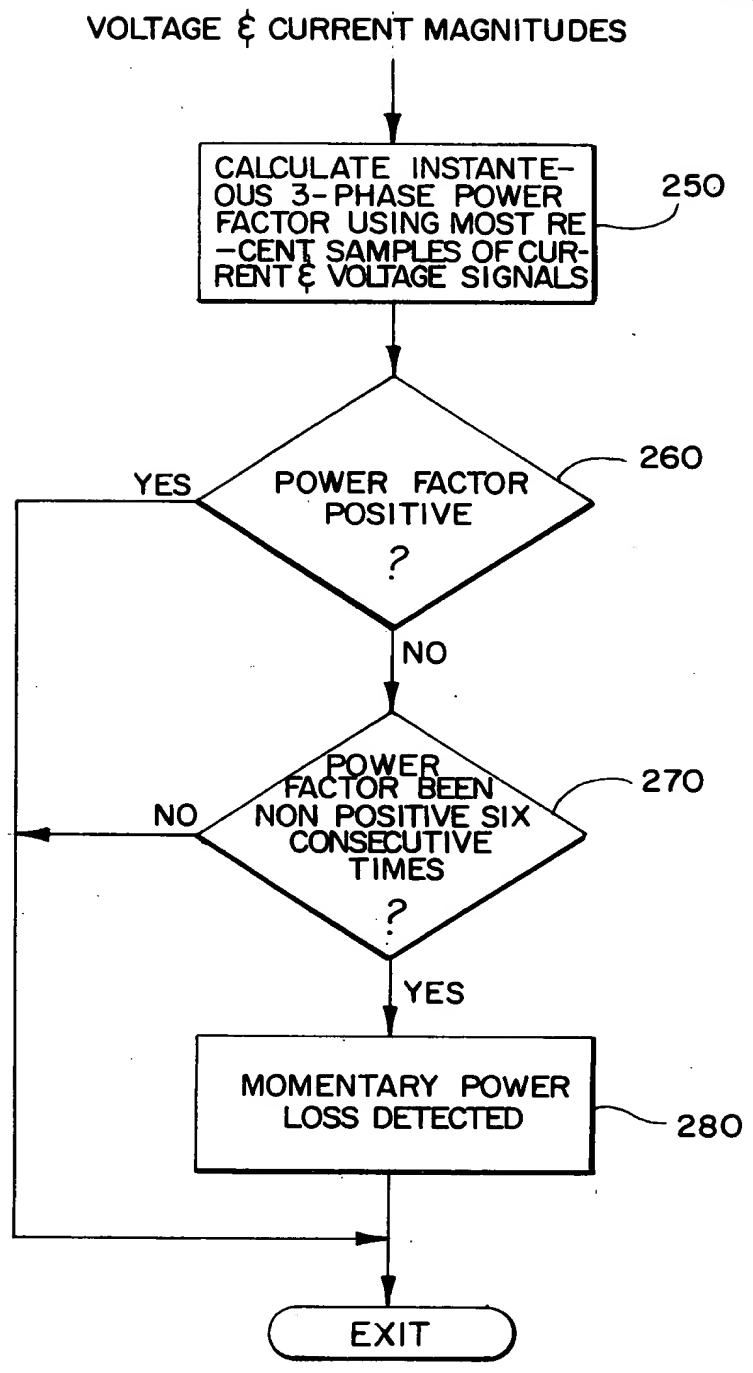 VOLTAGE & CURRENT MAGNITUDES
CALCULATE INSTANTE-
OUS 3-PHASE POWER
FACTOR USING MOST RE
-CENT SAMPLES OF CUR-
RENT & VOLTAGE SIGNALS
250
260
YES
POWER FACTOR
POSITIVE
?
NO
POWER
FACTOR BEEN
NON POSITIVE SIX
CONSECUTIVE
TIMES
?
270
NO
YES
MOMENTARY POWER
LOSS DETECTED
280
EXIT